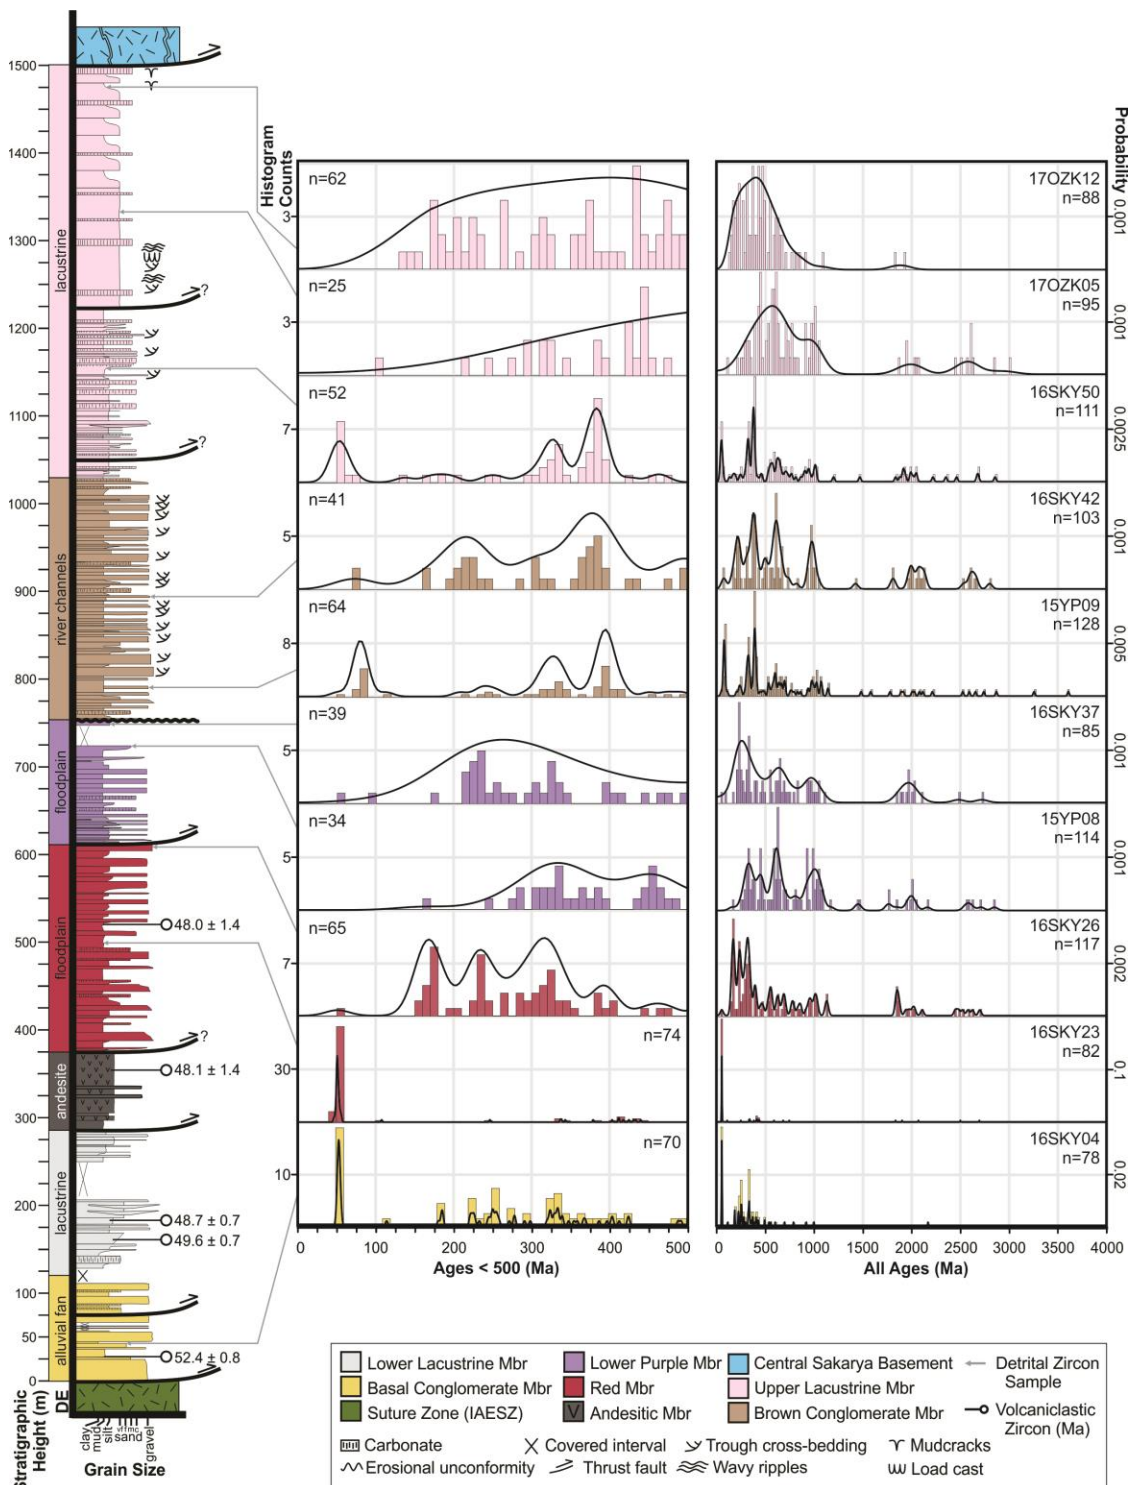 1500
1400
1300
1200
1100
1000
900
800
700
600
500
400
300
200
100
50
0
Stratigraphic
Height (m)
lacustrine
river channels
floodplain
floodplain
andesite
lacustrine
alluvial fan
DE
?
?
?
48.0 ± 1.4
48.1 ± 1.4
48.7 ± 0.7
49.6 ± 0.7
52.4 ± 0.8
clay
mud
silt
vf f m c
sand
gravel
Grain Size
Histogram
Counts
n=62
3
n=25
3
n=52
7
n=41
5
n=64
8
n=39
5
n=34
5
n=65
7
n=74
30
n=70
10
0 100 200 300 400 500
Ages < 500 (Ma)
Probability
17OZK12
n=88
0.001
17OZK05
n=95
0.001
16SKY50
n=111
0.0025
16SKY42
n=103
0.001
15YP09
n=128
0.005
16SKY37
n=85
0.001
15YP08
n=114
0.001
16SKY26
n=117
0.002
16SKY23
n=82
0.1
16SKY04
n=78
0.02
0 500 1000 1500 2000 2500 3000 3500 4000
All Ages (Ma)
Lower Lacustrine Mbr
Lower Purple Mbr
Central Sakarya Basement
Detrital Zircon
Sample
Basal Conglomerate Mbr
Red Mbr
Upper Lacustrine Mbr
Suture Zone (IAESZ)
Andesitic Mbr
Brown Conglomerate Mbr
Volcaniclastic
Zircon (Ma)
Carbonate
Covered interval
Trough cross-bedding
Mudcracks
Erosional unconformity
Thrust fault
Wavy ripples
Load cast